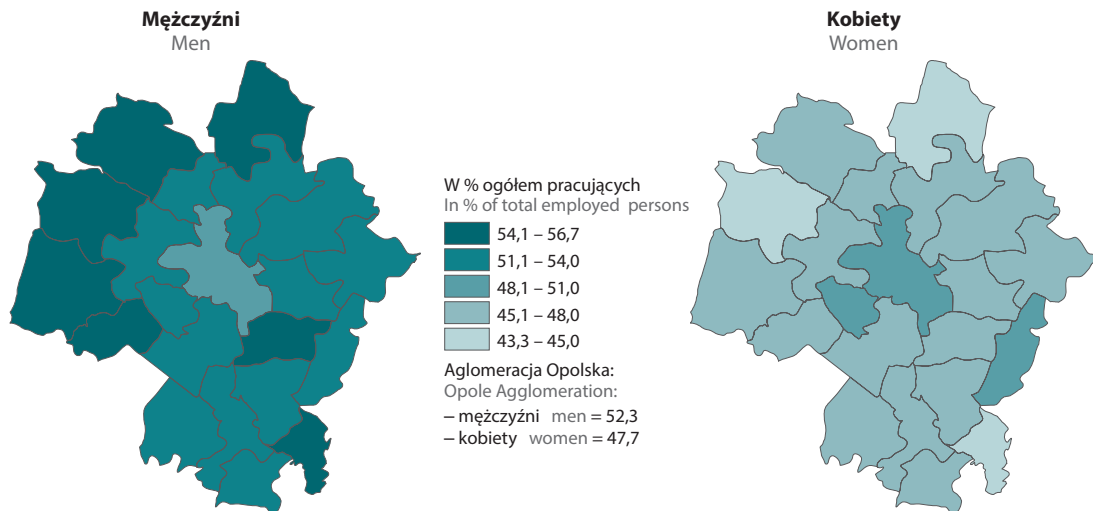 Mężczyźni
Men
Kobiety
Women
W % ogółem pracujących
In % of total employed persons
54,1 – 56,7
51,1 – 54,0
48,1 – 51,0
45,1 – 48,0
43,3 – 45,0
Aglomeracja Opolska:
Opole Agglomeration:
– mężczyźni men = 52,3
– kobiety women = 47,7